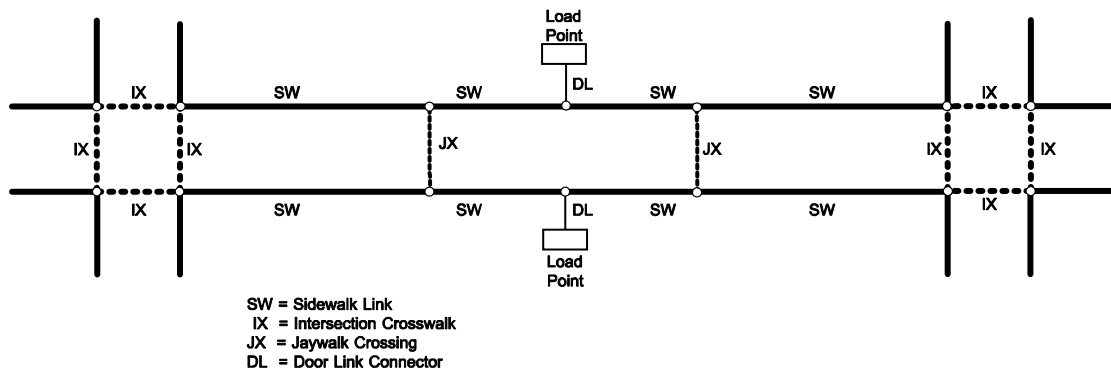 Load
Point
DL
IX SW SW SW SW IX
IX IX JX JX IX IX
IX SW SW DL SW SW IX
Load
Point
SW = Sidewalk Link
IX = Intersection Crosswalk
JX = Jaywalk Crossing
DL = Door Link Connector